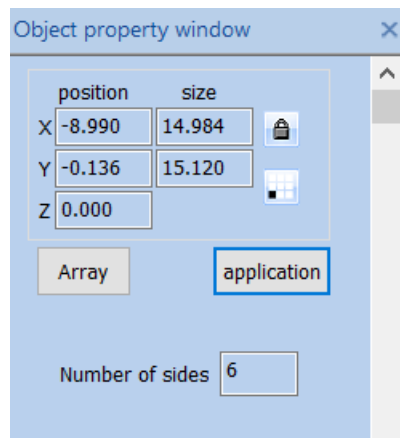 Object property window
position size
X -8.990 14.984
Y -0.136 15.120
Z 0.000
Array application
Number of sides 6